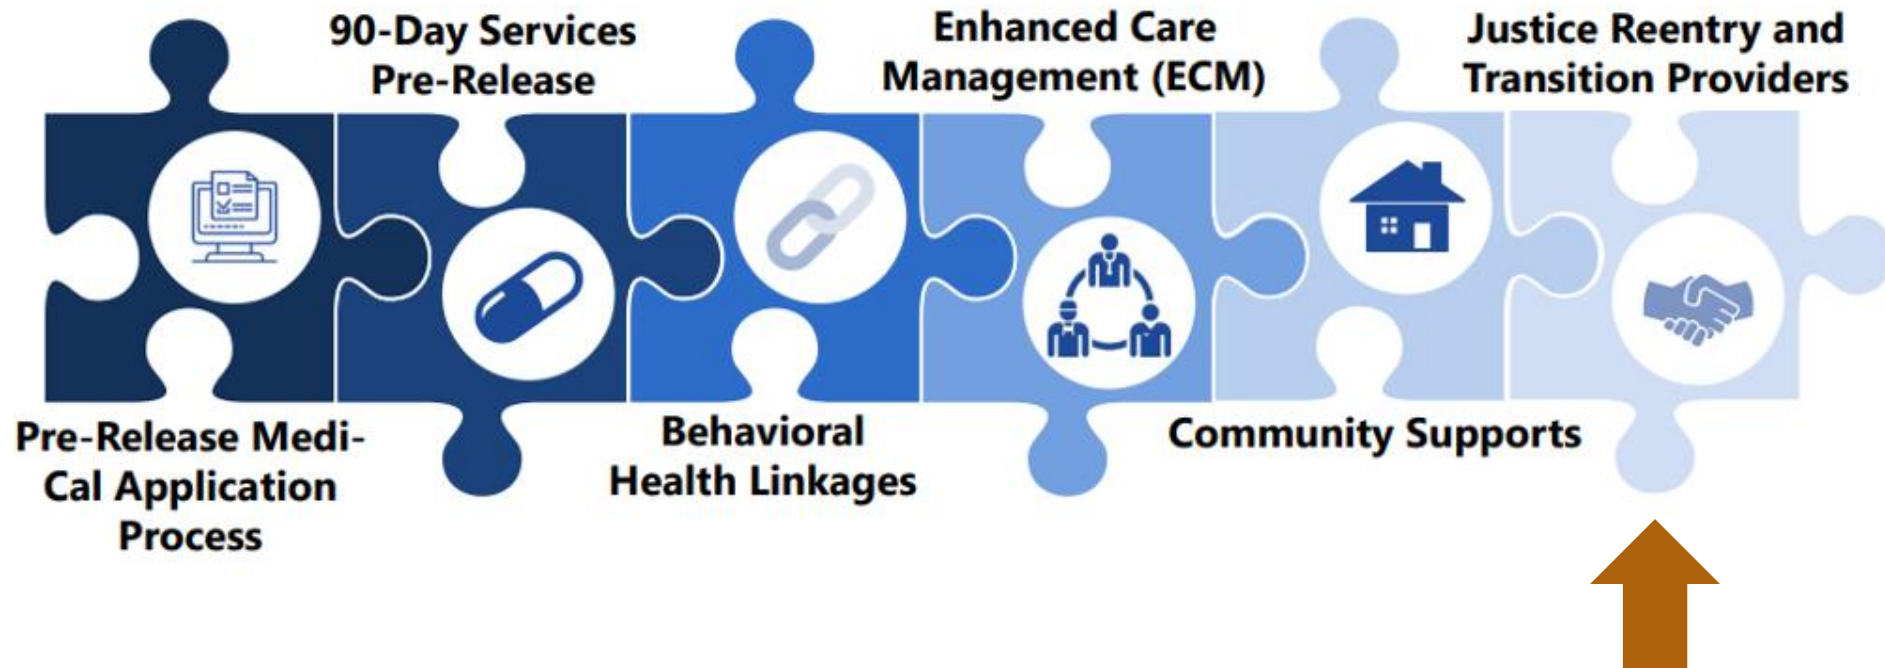 90-Day Services
Pre-Release
Enhanced Care
Management (ECM)
Justice Reentry and
Transition Providers
Pre-Release Medi-
Cal Application
Process
Behavioral
Health Linkages
Community Supports